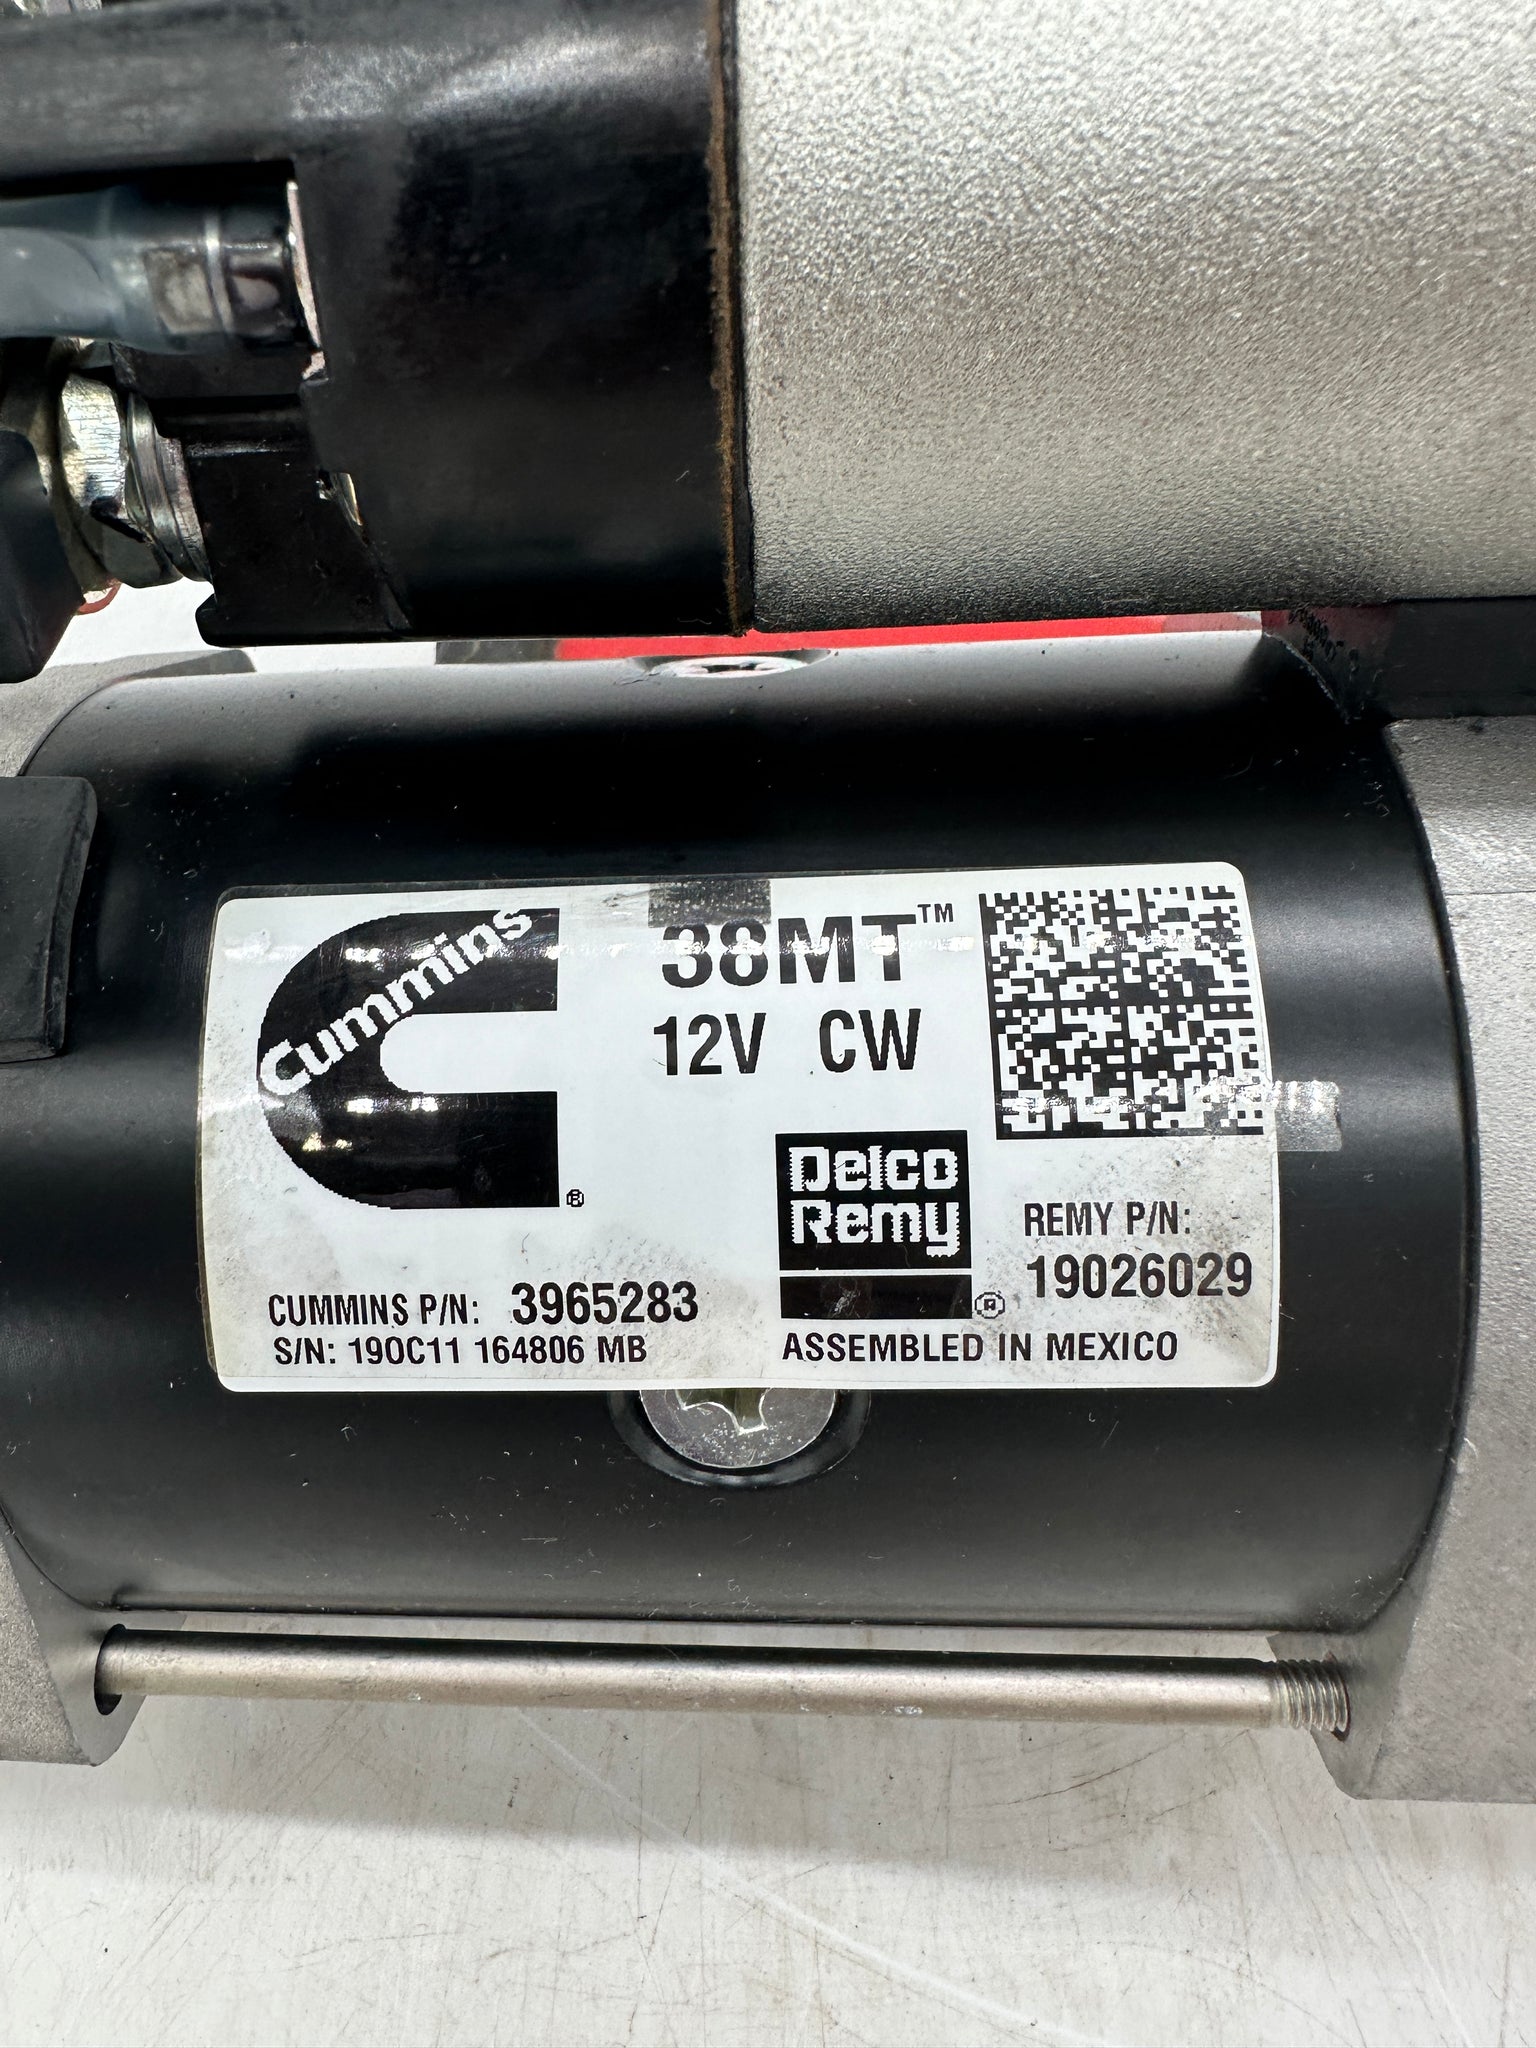 Cummins
®
38MT™
12V CW
Delco
Remy
®
REMY P/N:
19026029
CUMMINS P/N: 3965283
S/N: 190C11 164806 MB
ASSEMBLED IN MEXICO